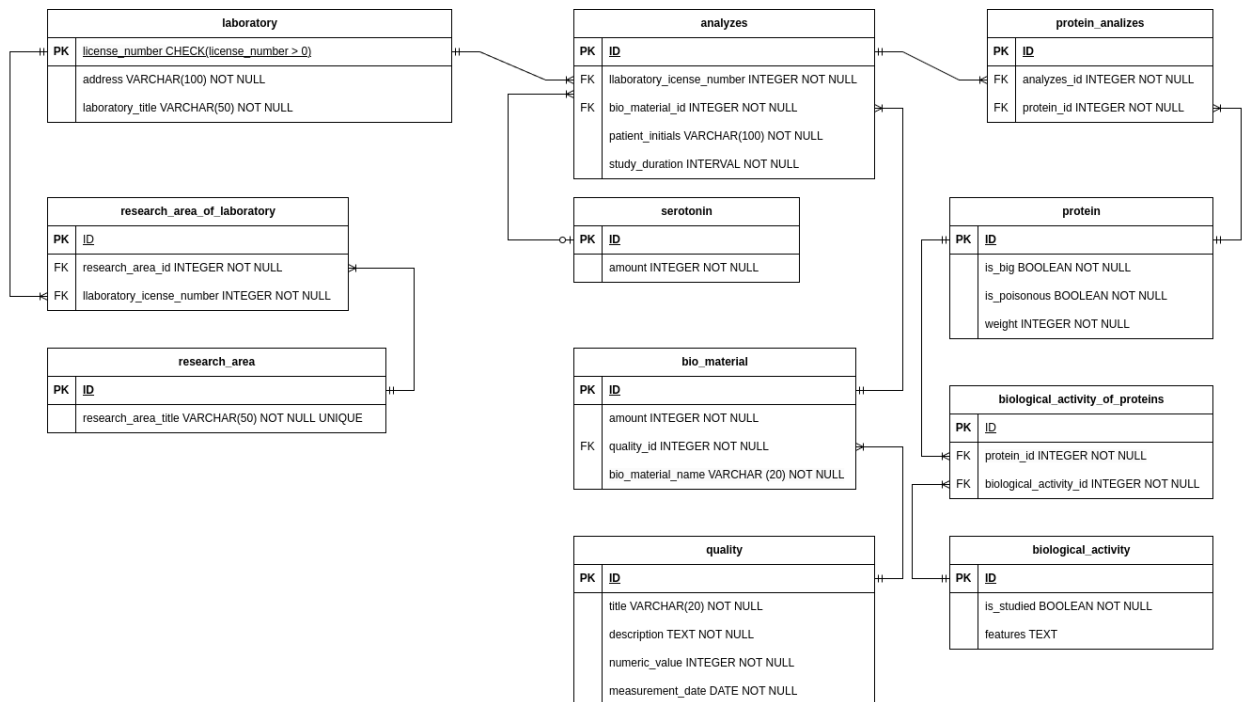 laboratory
PK license_number CHECK(license_number > 0)
address VARCHAR(100) NOT NULL
laboratory_title VARCHAR(50) NOT NULL
research_area_of_laboratory
PK ID
FK research_area_id INTEGER NOT NULL
FK llaboratory_icense_number INTEGER NOT NULL
research_area
PK ID
research_area_title VARCHAR(50) NOT NULL UNIQUE
analyzes
PK ID
FK llaboratory_icense_number INTEGER NOT NULL
FK bio_material_id INTEGER NOT NULL
patient_initials VARCHAR(100) NOT NULL
study_duration INTERVAL NOT NULL
serotonin
PK ID
amount INTEGER NOT NULL
bio_material
PK ID
amount INTEGER NOT NULL
FK quality_id INTEGER NOT NULL
bio_material_name VARCHAR (20) NOT NULL
quality
PK ID
title VARCHAR(20) NOT NULL
description TEXT NOT NULL
numeric_value INTEGER NOT NULL
measurement_date DATE NOT NULL
protein_analizes
PK ID
FK analyzes_id INTEGER NOT NULL
FK protein_id INTEGER NOT NULL
protein
PK ID
is_big BOOLEAN NOT NULL
is_poisonous BOOLEAN NOT NULL
weight INTEGER NOT NULL
biological_activity_of_proteins
PK ID
FK protein_id INTEGER NOT NULL
FK biological_activity_id INTEGER NOT NULL
biological_activity
PK ID
is_studied BOOLEAN NOT NULL
features TEXT